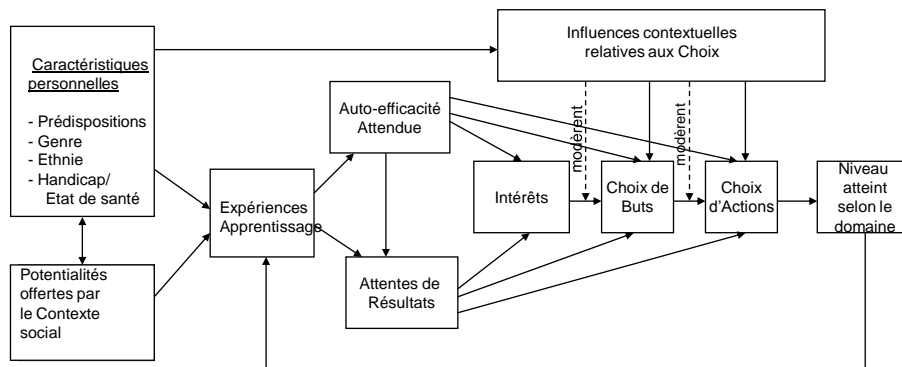 Caractéristiques
personnelles
- Prédispositions
- Genre
- Ethnie
- Handicap/
Etat de santé
Potentialités
offertes par
le Contexte
social
Expériences
Apprentissage
Auto-efficacité
Attendue
Attentes de
Résultats
Influences contextuelles
relatives aux Choix
modèrent
modèrent
Intérêts
Choix de
Buts
Choix
d'Actions
Niveau
atteint
selon le
domaine